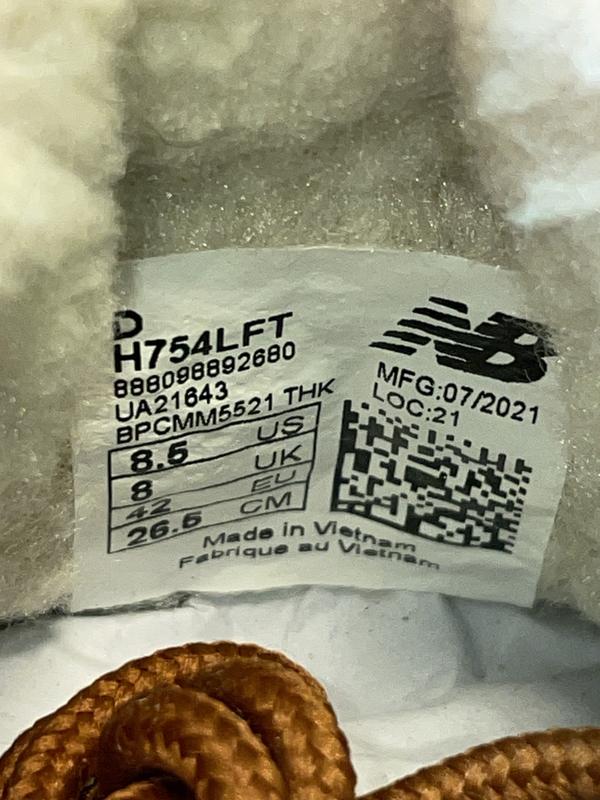 D
H754LFT
888098892680
UA21643
BPCMM5521 THK
8.5 US
8 UK
42 EU
26.5 CM
NB
MFG:07/2021
LOC:21
Made in Vietnam
Fabrique au Vietnam